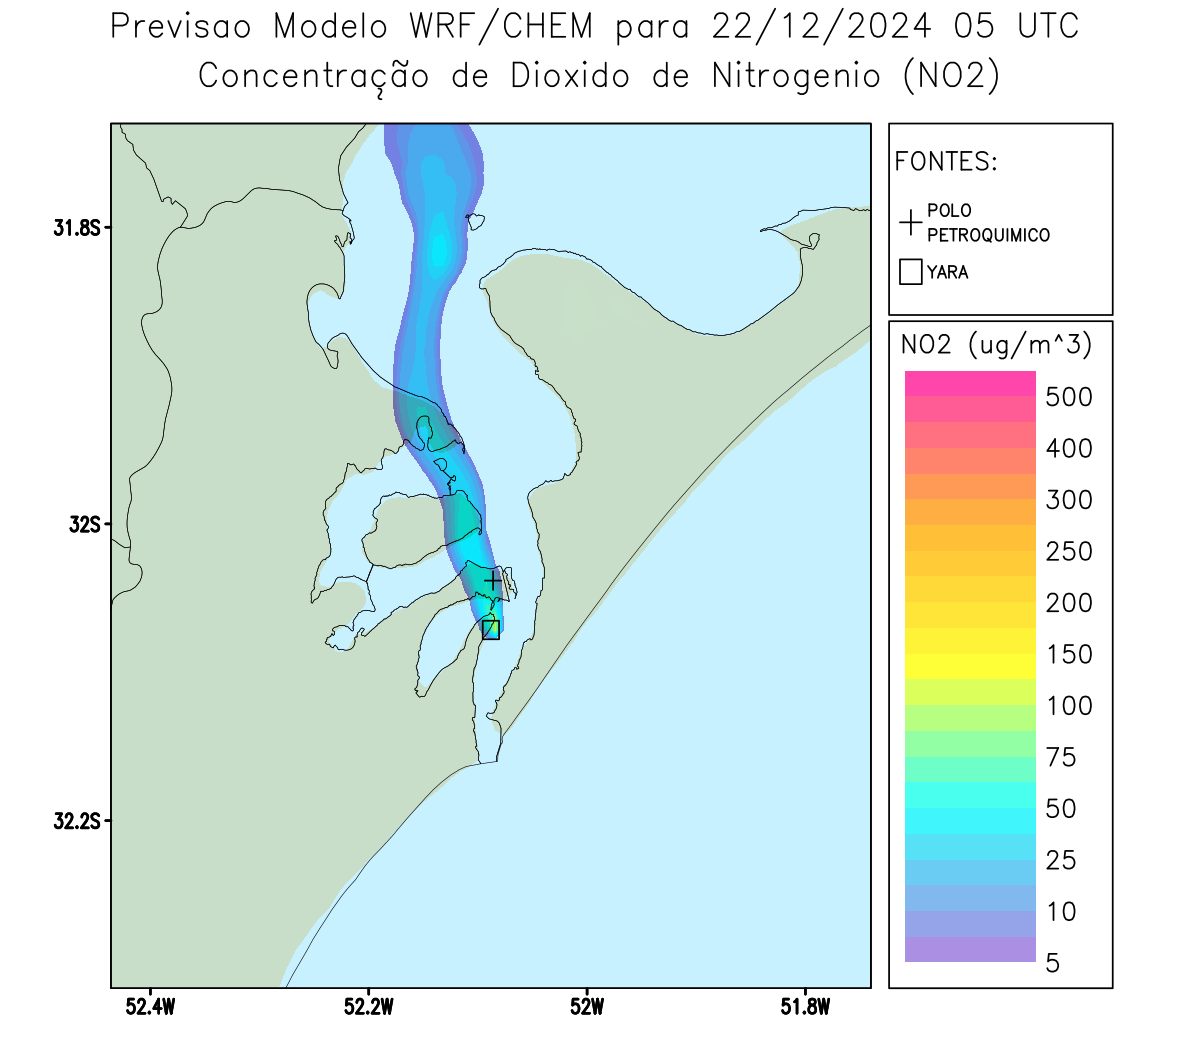 Previsao Modelo WRF/CHEM para 22/12/2024 05 UTC
Concentração de Dioxido de Nitrogenio (NO2)
FONTES:
POLO
PETROQUIMICO
YARA
31.8S
32S
32.2S
52.4W
52.2W
52W
51.8W
NO2 (ug/m^3)
500
400
300
250
200
150
100
75
50
25
10
5